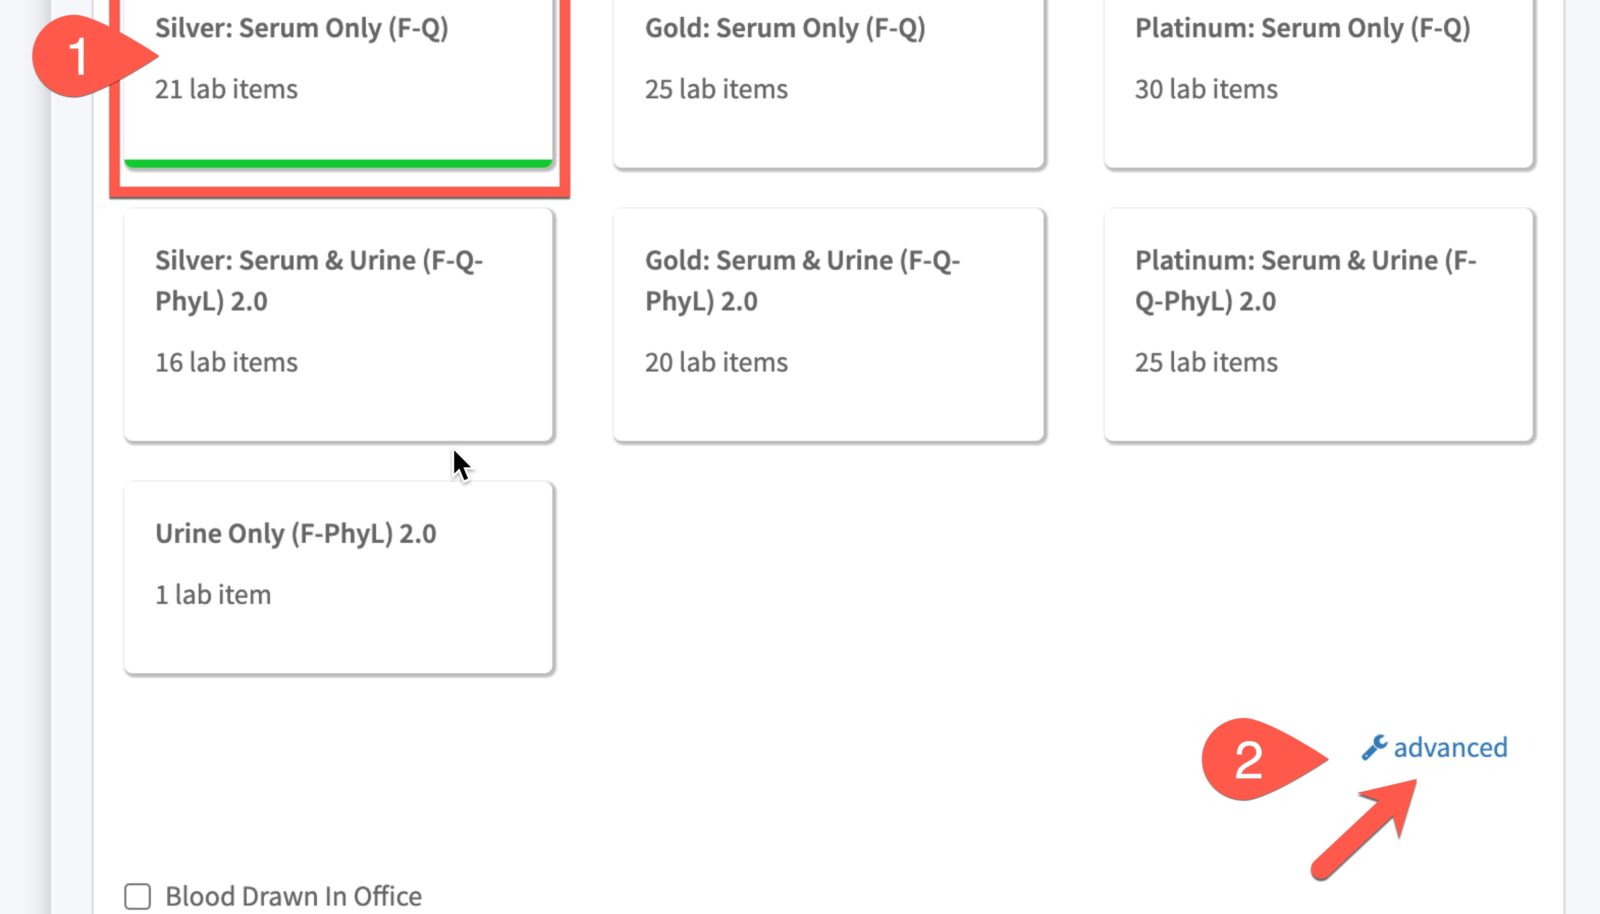 1
Silver: Serum Only (F-Q)
21 lab items
Gold: Serum Only (F-Q)
25 lab items
Platinum: Serum Only (F-Q)
30 lab items
Silver: Serum & Urine (F-Q-
PhyL) 2.0
16 lab items
Gold: Serum & Urine (F-Q-
PhyL) 2.0
20 lab items
Platinum: Serum & Urine (F-
Q-PhyL) 2.0
25 lab items
Urine Only (F-PhyL) 2.0
1 lab item
2
advanced
Blood Drawn In Office